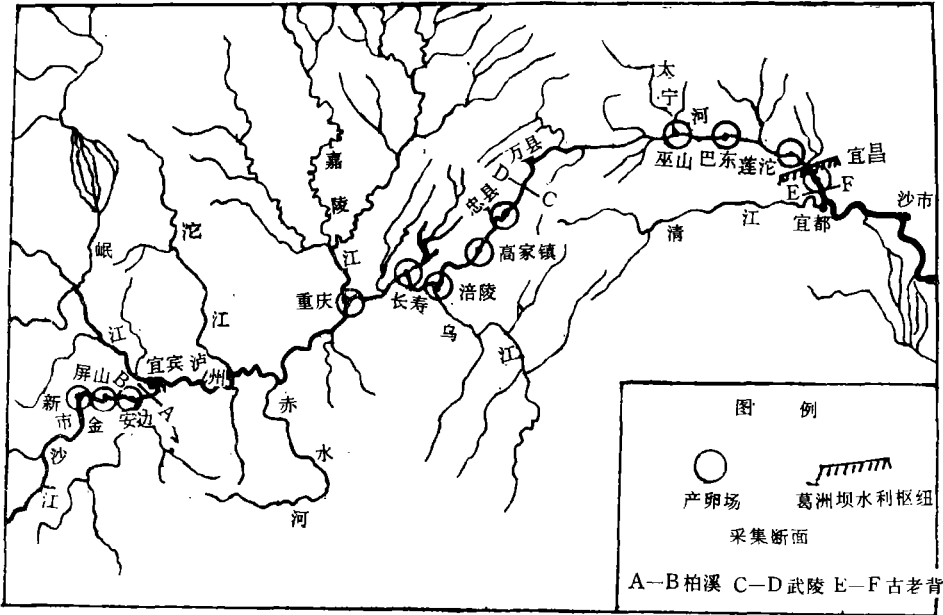 太宁河
巫山
巴东
莲沱
宜昌
E
F
宜都
沙市
清江
万县
D
C
忠县
高家镇
涪陵
长寿
乌江
嘉陵江
重庆
沱江
岷江
宜宾
泸州
赤水河
屏山
B
A
安边
新市
金沙江
图例
产卵场
葛洲坝水利枢纽
采集断面
A—B柏溪 C—D武陵 E—F古老背